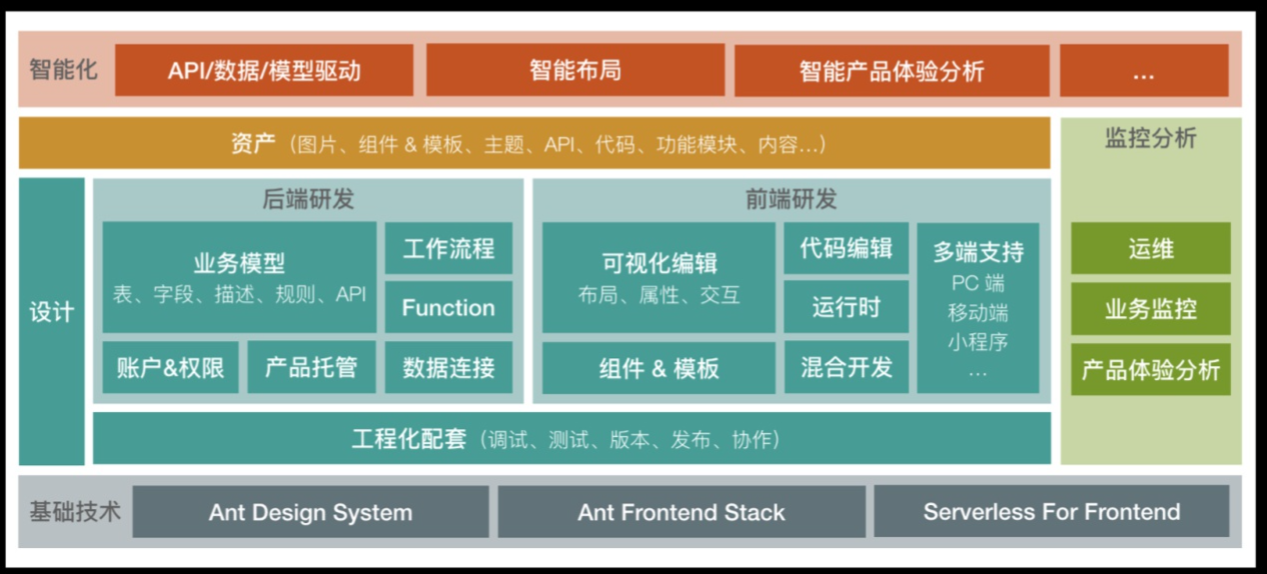 智能化
API/数据/模型驱动
智能布局
智能产品体验分析
...
资产（图片、组件 & 模板、主题、API、代码、功能模块、内容...）
监控分析
设计
后端研发
业务模型
表、字段、描述、规则、API
工作流程
Function
账户&权限
产品托管
数据连接
前端研发
可视化编辑
布局、属性、交互
代码编辑
运行时
组件 & 模板
混合开发
多端支持
PC 端
移动端
小程序
...
运维
业务监控
产品体验分析
工程化配套（调试、测试、版本、发布、协作）
基础技术
Ant Design System
Ant Frontend Stack
Serverless For Frontend